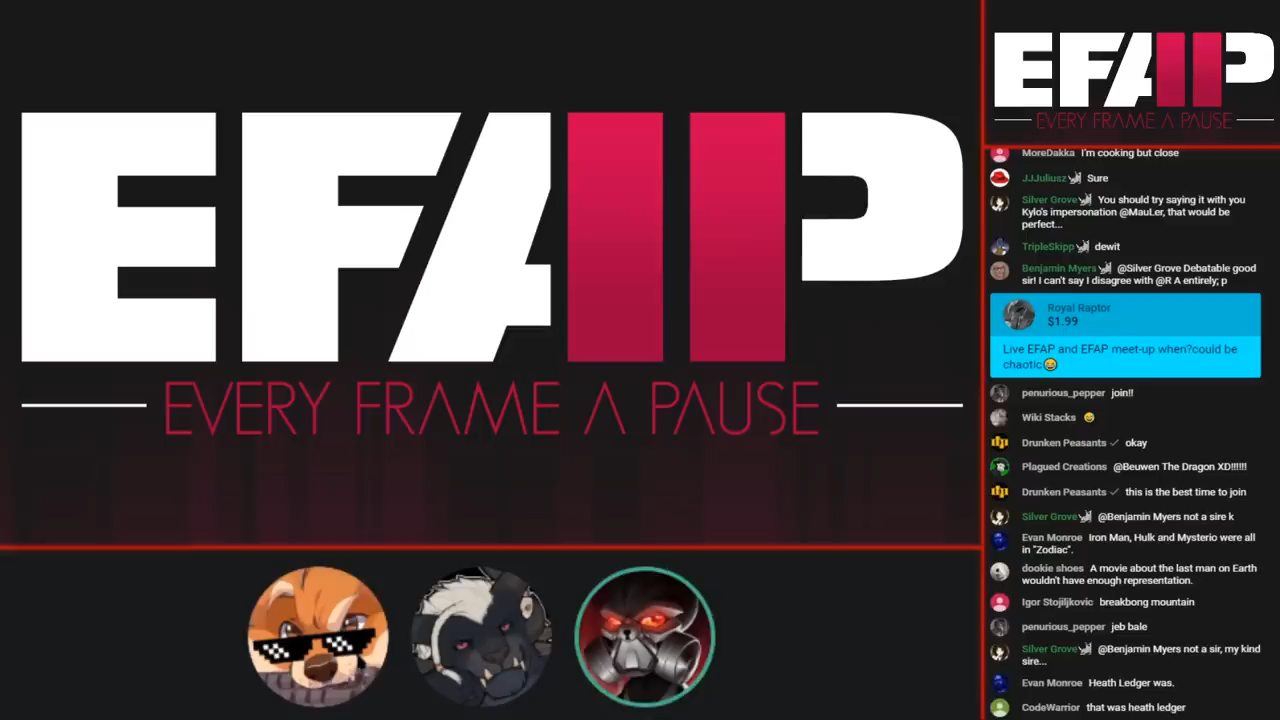 EFAP
EVERY FRAME A PAUSE
EFAP
EVERY FRAME A PAUSE
MoreDakka I'm cooking but close
JJJuliusz Sure
Silver Grove You should try saying it with you
Kylo's impersonation @MauLer, that would be
perfect...
TripleSkipp dewit
Benjamin Myers @Silver Grove Debatable good
sir! I can't say I disagree with @R A entirely; p
Royal Raptor
$1.99
Live EFAP and EFAP meet-up when?could be
chaotic😂
penurious_pepper join!!
Wiki Stacks 😆
Drunken Peasants ✓ okay
Plagued Creations @Beuwen The Dragon XD!!!!!!
Drunken Peasants ✓ this is the best time to join
Silver Grove @Benjamin Myers not a sire k
Evan Monroe Iron Man, Hulk and Mysterio were all
in "Zodiac".
dookie shoes A movie about the last man on Earth
wouldn't have enough representation.
Igor Stojiljkovic breakbong mountain
penurious_pepper jeb bale
Silver Grove @Benjamin Myers not a sir, my kind
sire...
Evan Monroe Heath Ledger was.
CodeWarrior that was heath ledger